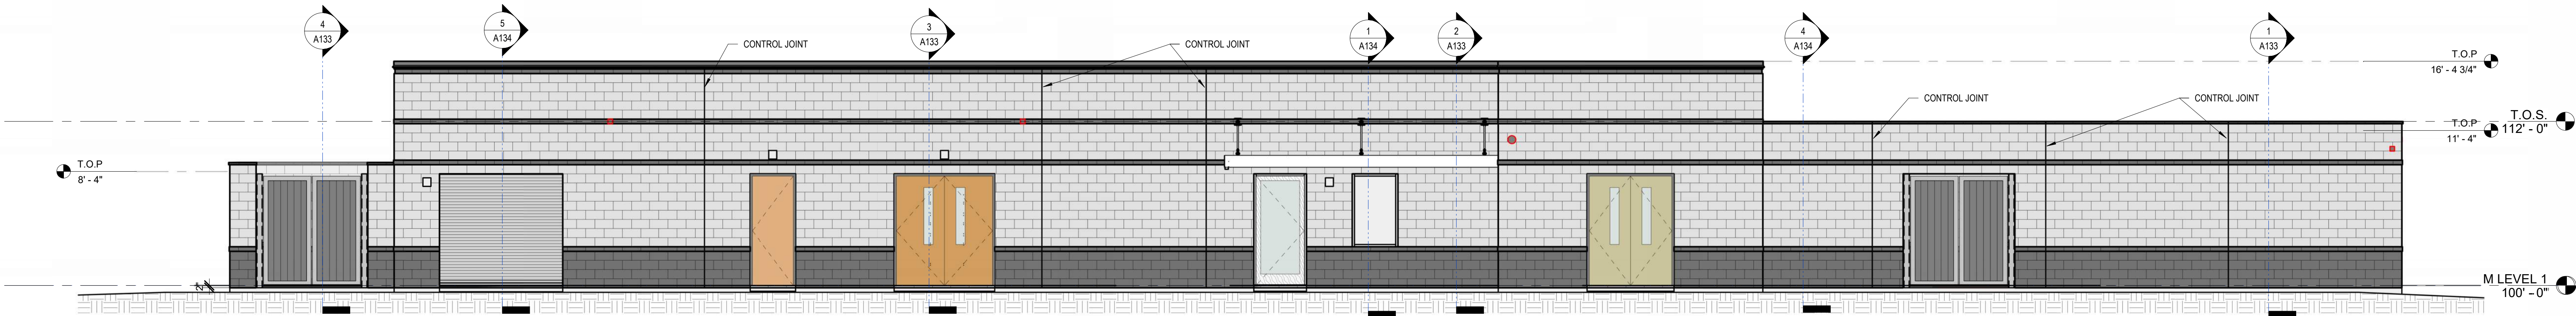 4
A133
5
A134
3
A133
1
A134
2
A133
4
A134
1
A133
CONTROL JOINT
CONTROL JOINT
T.O.P
16' - 4 3/4"
CONTROL JOINT
CONTROL JOINT
T.O.S.
112' - 0"
T.O.P
11' - 4"
T.O.P
8' - 4"
2"
M LEVEL 1
100' - 0"